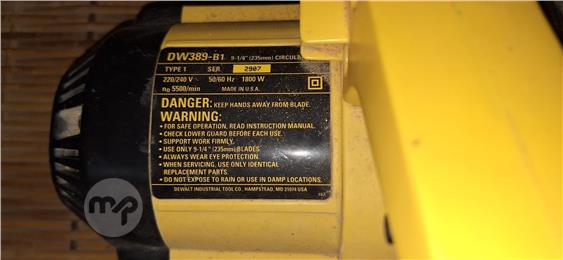 DW389-B1 9-1/4" (235mm) CIRCUL
TYPE 1 SER. 2907
220/240 V ~ 50/60 Hz 1800 W
n₀ 5500/min MADE IN U.S.A.
DANGER: KEEP HANDS AWAY FROM BLADE.
WARNING:
• FOR SAFE OPERATION, READ INSTRUCTION MANUAL.
• CHECK LOWER GUARD BEFORE EACH USE.
• SUPPORT WORK FIRMLY.
• USE ONLY 9-1/4" (235mm) BLADES.
• ALWAYS WEAR EYE PROTECTION.
• WHEN SERVICING, USE ONLY IDENTICAL
REPLACEMENT PARTS.
• DO NOT EXPOSE TO RAIN OR USE IN DAMP LOCATIONS.
DEWALT INDUSTRIAL TOOL CO., HAMPSTEAD, MD 21074 USA
mp